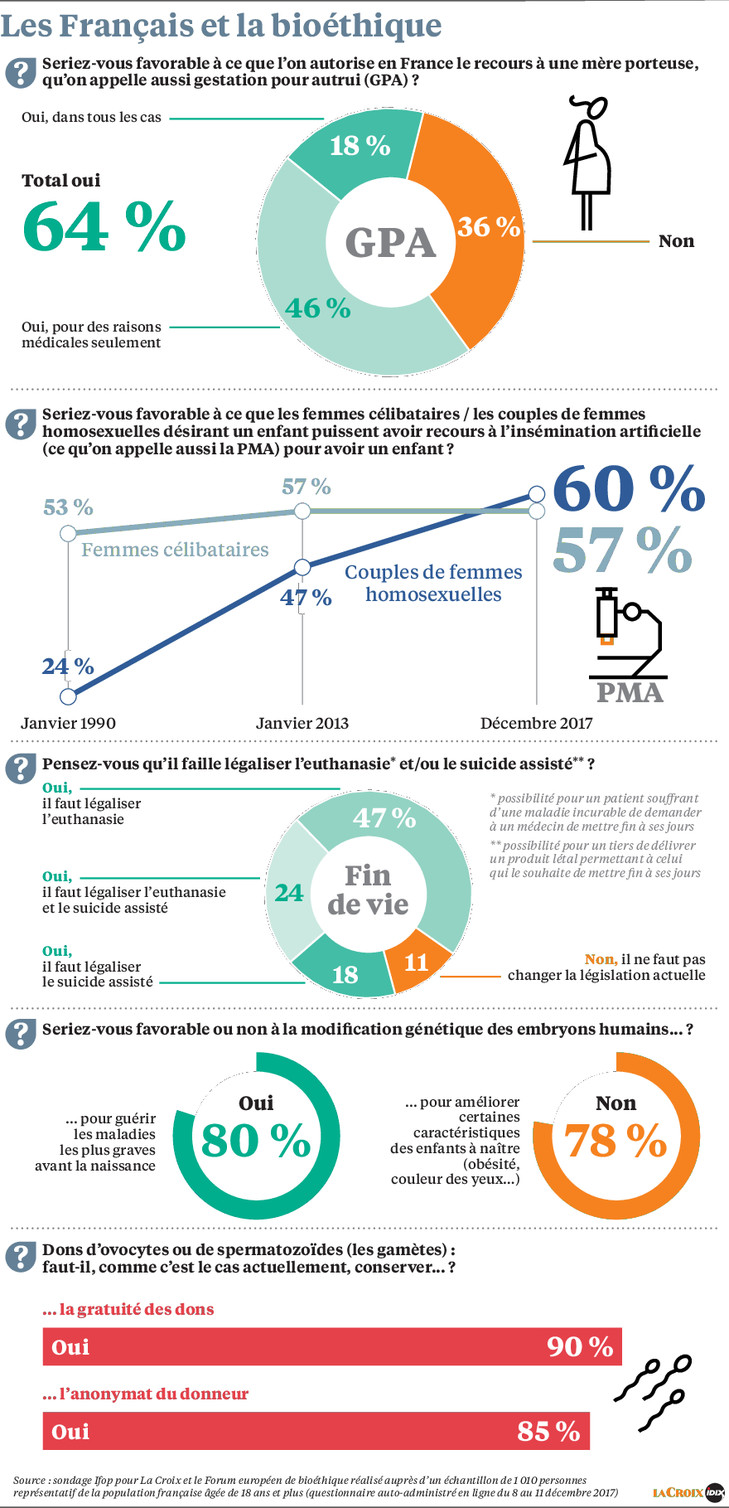 Les Français et la bioéthique
?
Seriez-vous favorable à ce que l'on autorise en France le recours à une mère porteuse,
qu'on appelle aussi gestation pour autrui (GPA) ?
Oui, dans tous les cas
18 %
Total oui
64 %
GPA
36 %
Non
46 %
Oui, pour des raisons
médicales seulement
?
Seriez-vous favorable à ce que les femmes célibataires / les couples de femmes
homosexuelles désirant un enfant puissent avoir recours à l'insémination artificielle
(ce qu'on appelle aussi la PMA) pour avoir un enfant ?
53 %
57 %
60 %
57 %
Femmes célibataires
Couples de femmes
homosexuelles
47 %
24 %
PMA
Janvier 1990
Janvier 2013
Décembre 2017
?
Pensez-vous qu'il faille légaliser l'euthanasie* et/ou le suicide assisté** ?
Oui,
il faut légaliser
l'euthanasie
47 %
* possibilité pour un patient souffrant
d'une maladie incurable de demander
à un médecin de mettre fin à ses jours
** possibilité pour un tiers de délivrer
un produit létal permettant à celui
qui le souhaite de mettre fin à ses jours
Oui,
il faut légaliser l'euthanasie
et le suicide assisté
24
Fin
de vie
Oui,
il faut légaliser
le suicide assisté
18
11
Non, il ne faut pas
changer la législation actuelle
?
Seriez-vous favorable ou non à la modification génétique des embryons humains... ?
... pour guérir
les maladies
les plus graves
avant la naissance
Oui
80 %
... pour améliorer
certaines
caractéristiques
des enfants à naître
(obésité,
couleur des yeux...)
Non
78 %
?
Dons d'ovocytes ou de spermatozoïdes (les gamètes) :
faut-il, comme c'est le cas actuellement, conserver... ?
... la gratuité des dons
Oui 90 %
... l'anonymat du donneur
Oui 85 %
Source : sondage Ifop pour La Croix et le Forum européen de bioéthique réalisé auprès d'un échantillon de 1 010 personnes
représentatif de la population française âgée de 18 ans et plus (questionnaire auto-administré en ligne du 8 au 11 décembre 2017)
LA CROIX IDIX